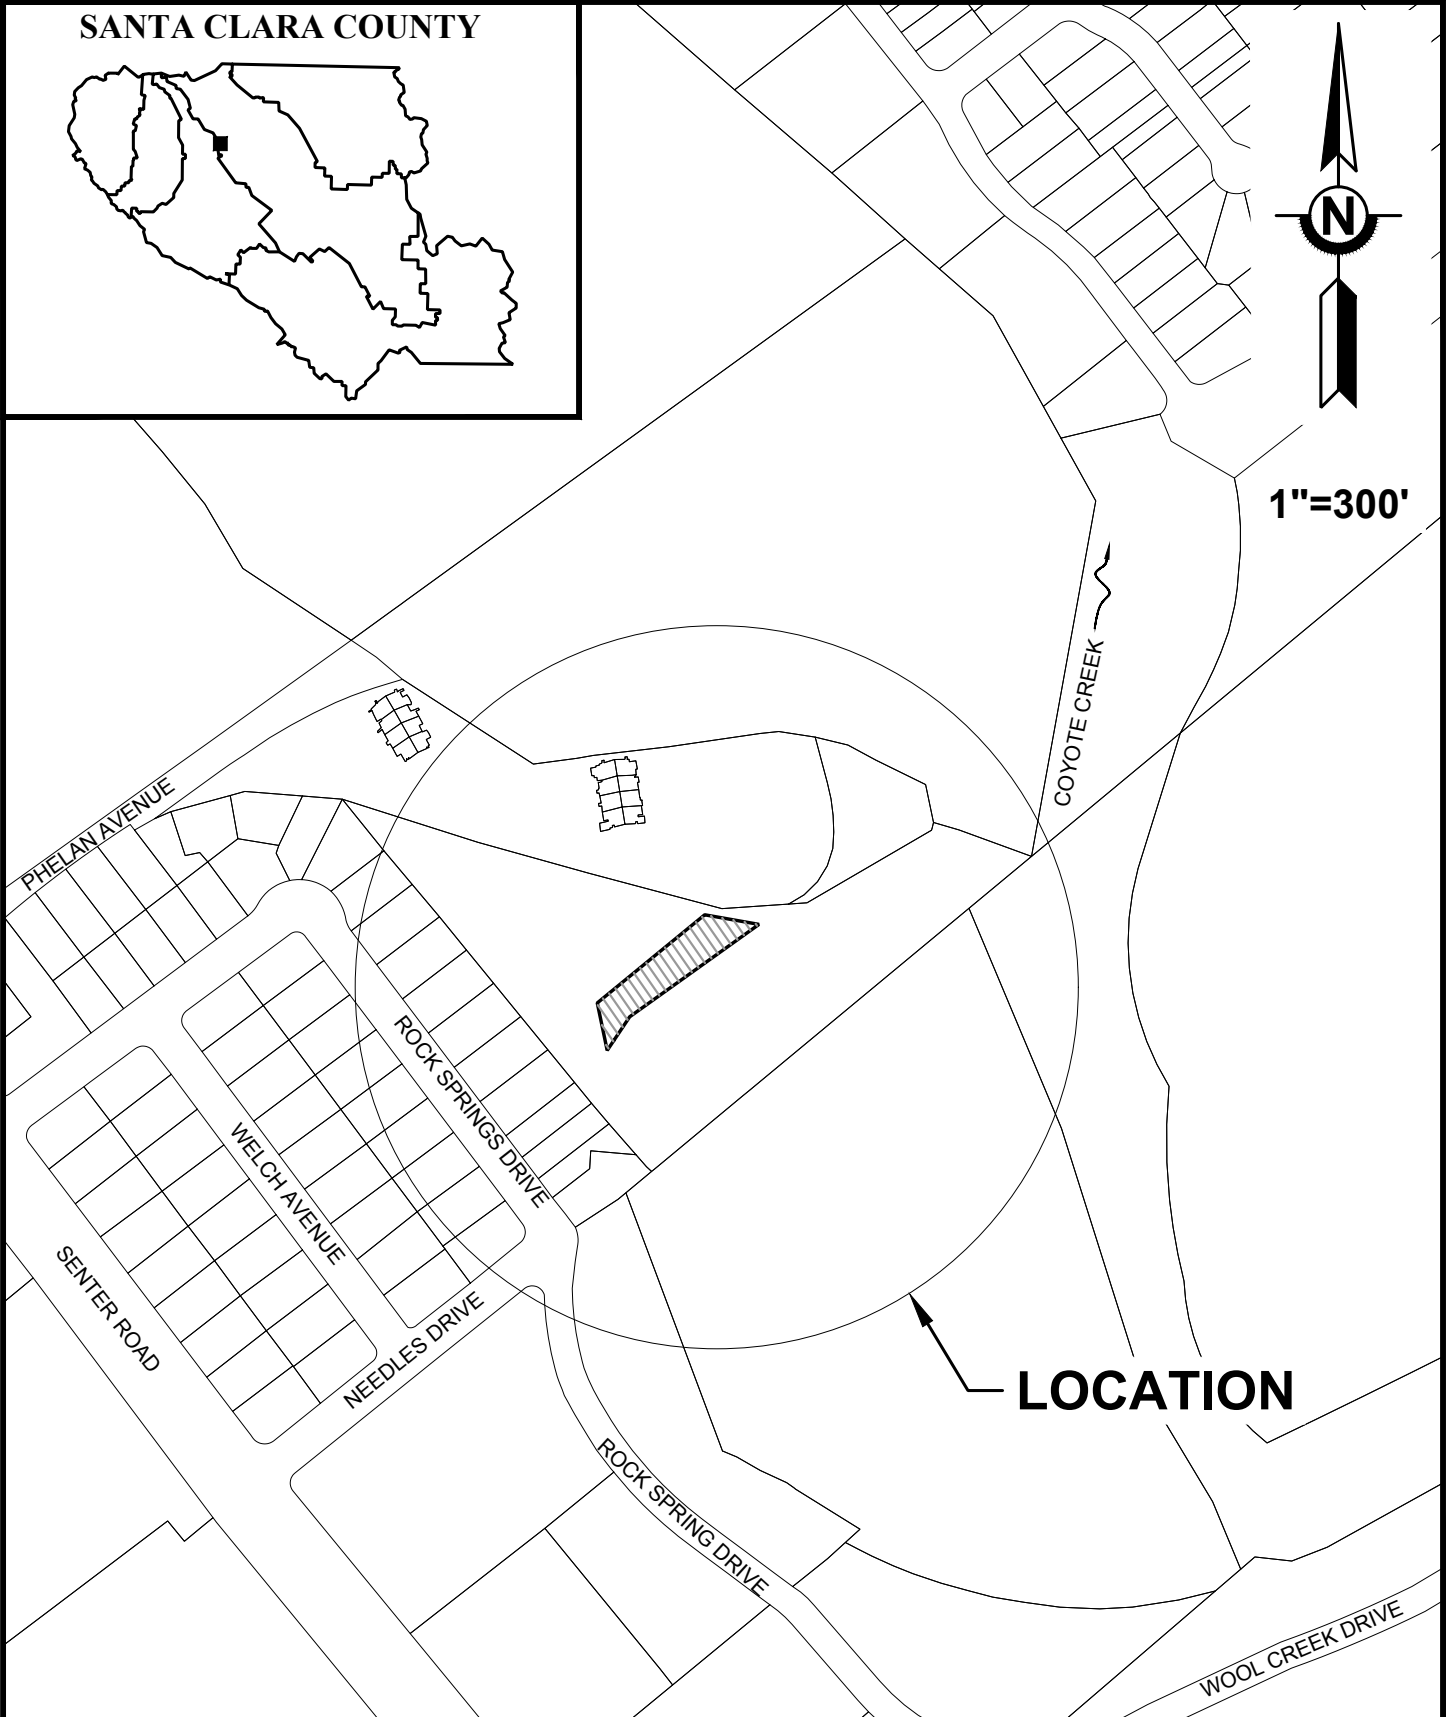 SANTA CLARA COUNTY
N
1"=300'
COYOTE CREEK
PHELAN AVENUE
ROCK SPRINGS DRIVE
WELCH AVENUE
SENTER ROAD
NEEDLES DRIVE
LOCATION
ROCK SPRING DRIVE
WOOL CREEK DRIVE